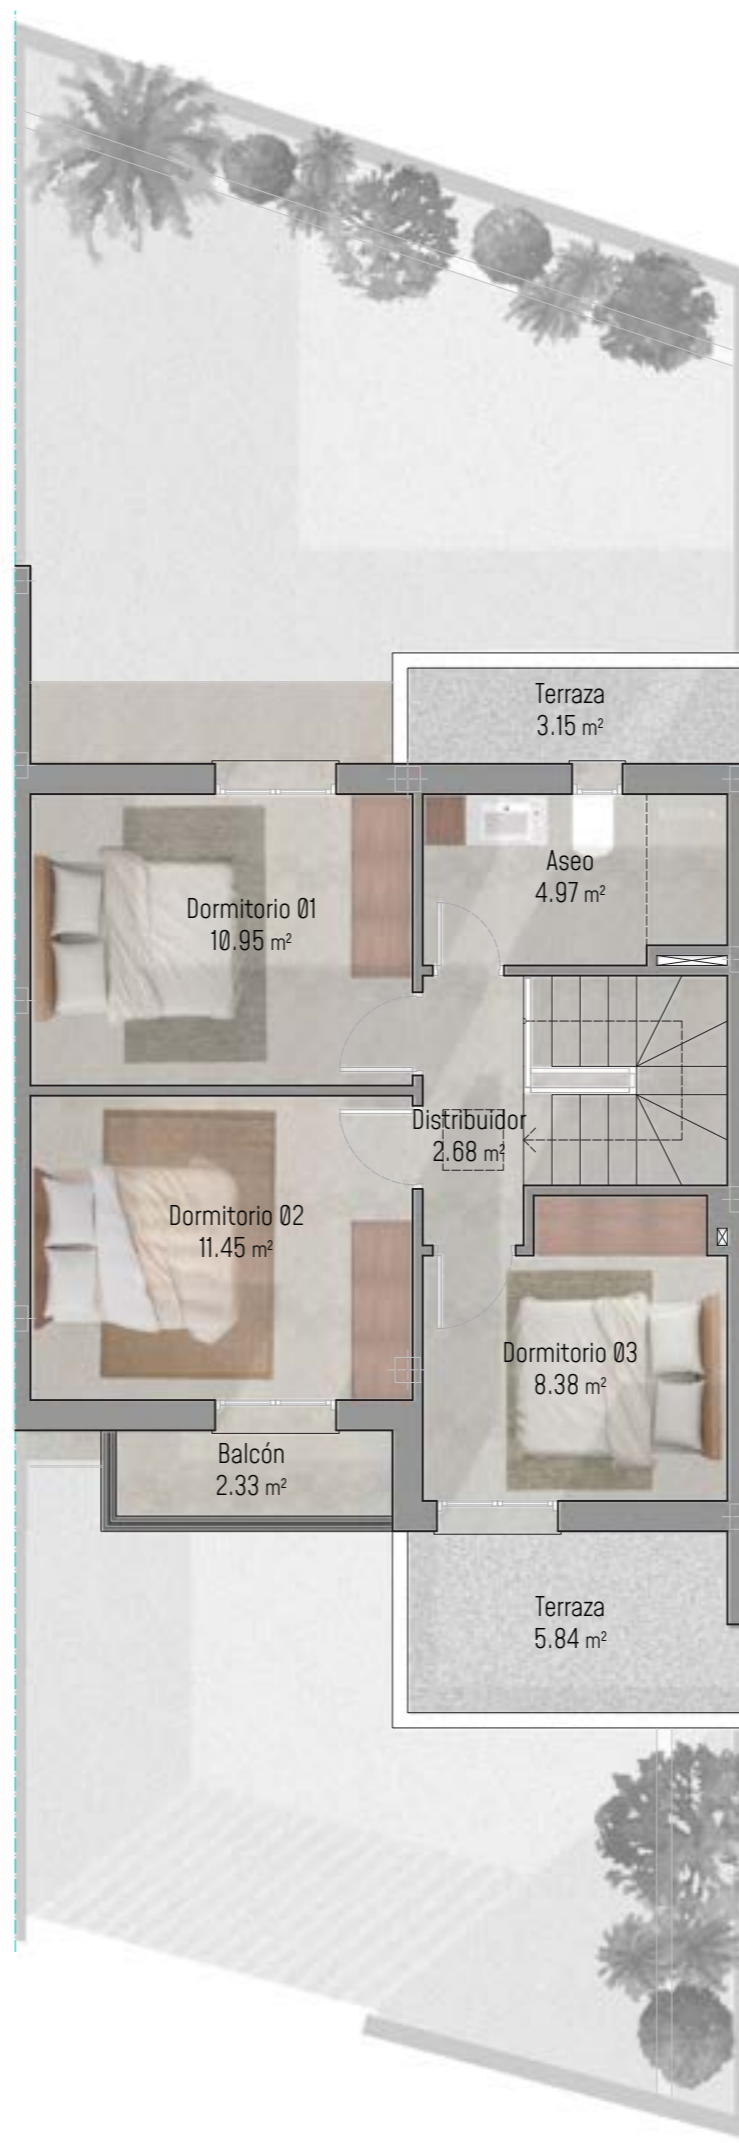 Terraza
3.15 m²
Aseo
4.97 m²
Dormitorio 01
10.95 m²
Distribuidor
2.68 m²
Dormitorio 02
11.45 m²
Dormitorio 03
8.38 m²
Balcón
2.33 m²
Terraza
5.84 m²